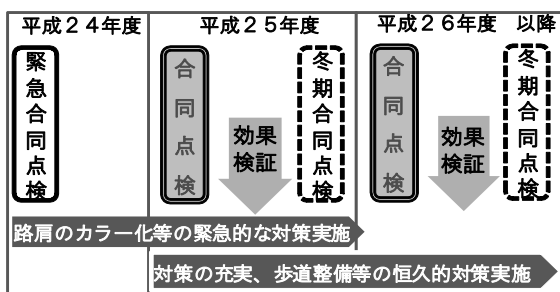 平成２４年度
平成２５年度
平成２６年度　以降
緊急合同点検
合同点検
効果
検証
冬期合同点検
合同点検
効果
検証
冬期合同点検
路肩のカラー化等の緊急的な対策実施
対策の充実、歩道整備等の恒久的対策実施